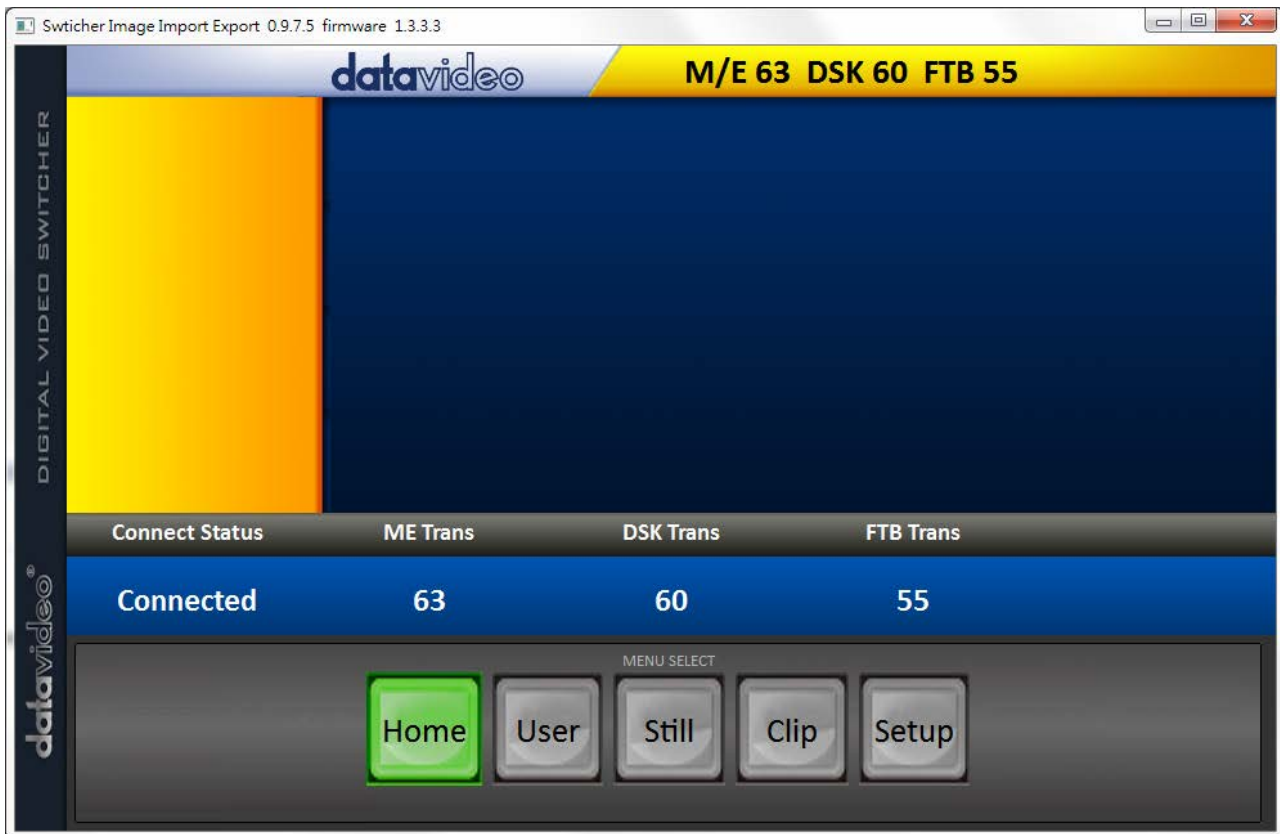 Swticher Image Import Export 0.9.7.5 firmware 1.3.3.3
datavideo
M/E 63 DSK 60 FTB 55
DIGITAL VIDEO SWITCHER
datavideo®
Connect Status ME Trans DSK Trans FTB Trans
Connected 63 60 55
MENU SELECT
Home User Still Clip Setup